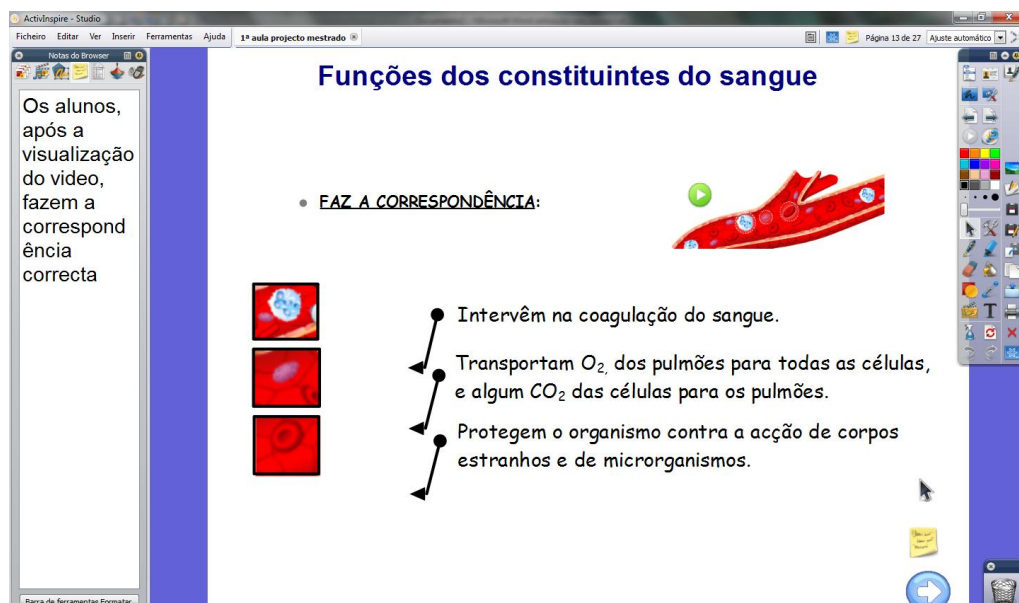 ActivInspire - Studio
Ficheiro Editar Ver Inserir Ferramentas Ajuda 1ª aula projecto mestrado Página 13 de 27 Ajuste automático
Notas do Browser
Os alunos,
após a
visualização
do video,
fazem a
correspond
ência
correcta
Barra de ferramentas Formatar
Funções dos constituintes do sangue
FAZ A CORRESPONDÊNCIA:
Intervêm na coagulação do sangue.
Transportam O₂, dos pulmões para todas as células,
e algum CO₂ das células para os pulmões.
Protegem o organismo contra a acção de corpos
estranhos e de microrganismos.
T